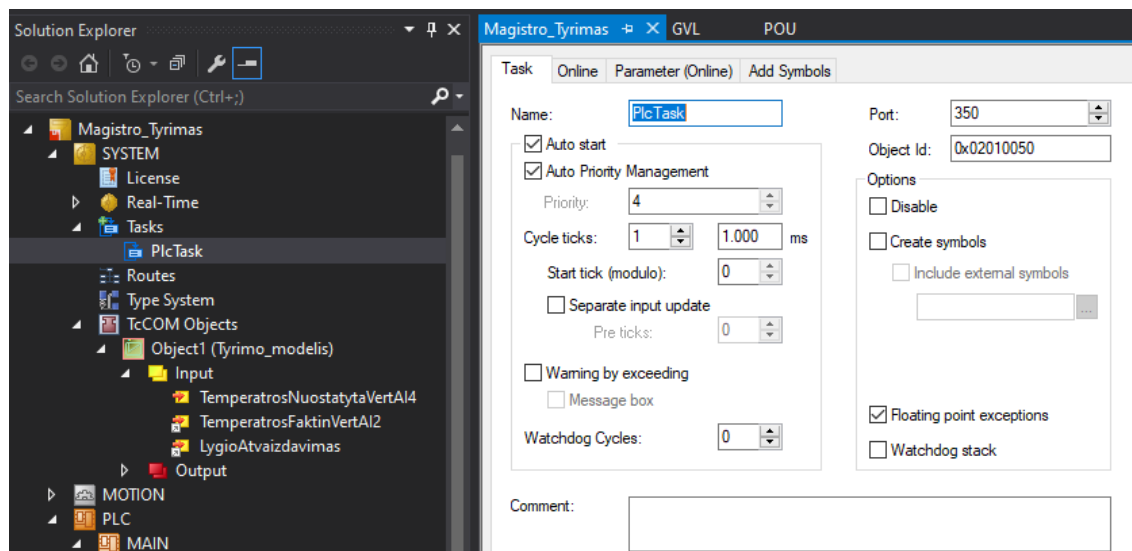 Solution Explorer
Search Solution Explorer (Ctrl+;)
Magistro_Tyrimas
SYSTEM
License
Real-Time
Tasks
PlcTask
Routes
Type System
TcCOM Objects
Object1 (Tyrimo_modelis)
Input
TemperatrosNuostatytaVertAI4
TemperatrosFaktinVertAI2
LygioAtvaizdavimas
Output
MOTION
PLC
MAIN
Magistro_Tyrimas GVL POU
Task Online Parameter (Online) Add Symbols
Name: PlcTask
Auto start
Auto Priority Management
Priority: 4
Cycle ticks: 1 1.000 ms
Start tick (modulo): 0
Separate input update
Pre ticks: 0
Warning by exceeding
Message box
Watchdog Cycles: 0
Port: 350
Object Id: 0x02010050
Options
Disable
Create symbols
Include external symbols
...
Floating point exceptions
Watchdog stack
Comment: